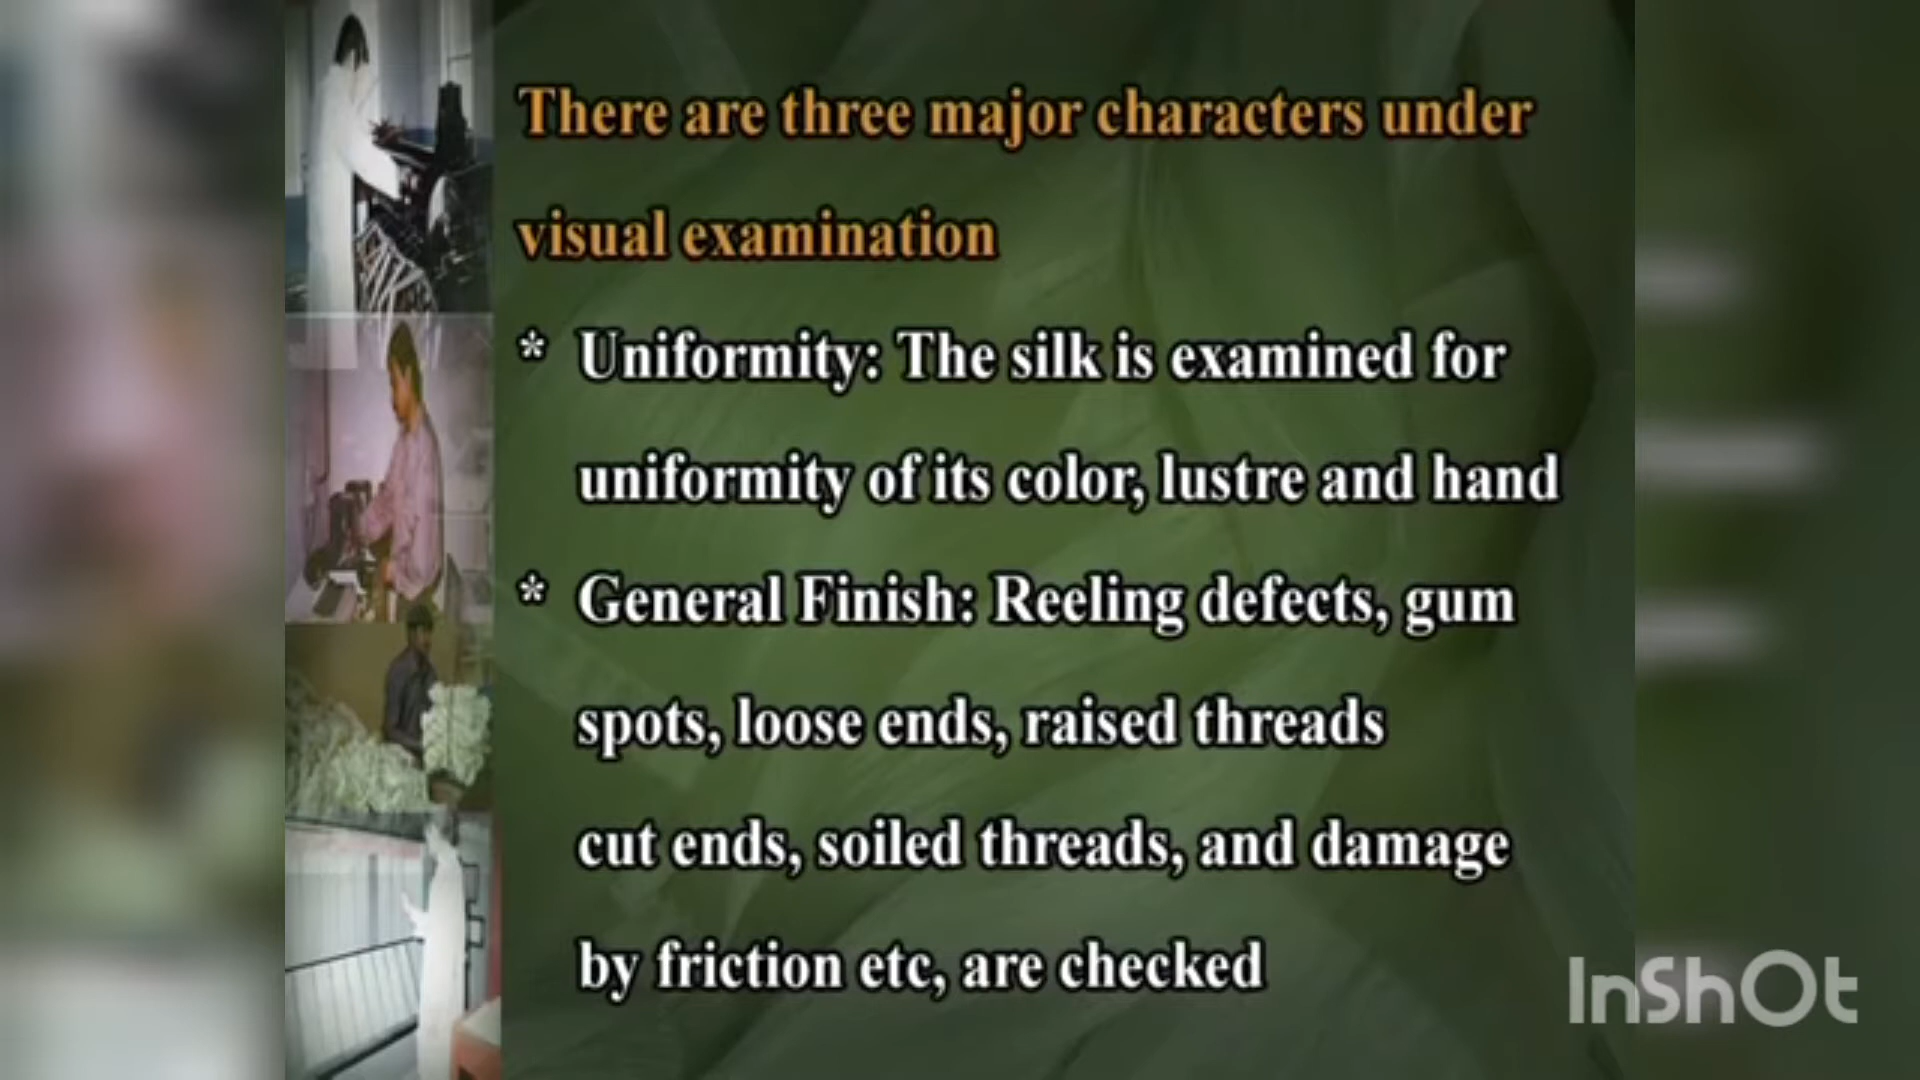 There are three major characters under
visual examination
* Uniformity: The silk is examined for
uniformity of its color, lustre and hand
* General Finish: Reeling defects, gum
spots, loose ends, raised threads
cut ends, soiled threads, and damage
by friction etc, are checked
InShOt